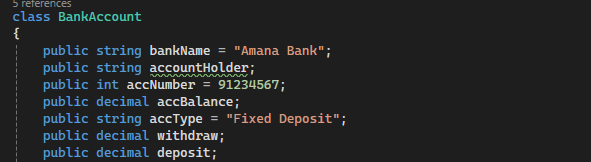 5 references
class BankAccount
{
public string bankName = "Amana Bank";
public string accountHolder;
public int accNumber = 91234567;
public decimal accBalance;
public string accType = "Fixed Deposit";
public decimal withdraw;
public decimal deposit;